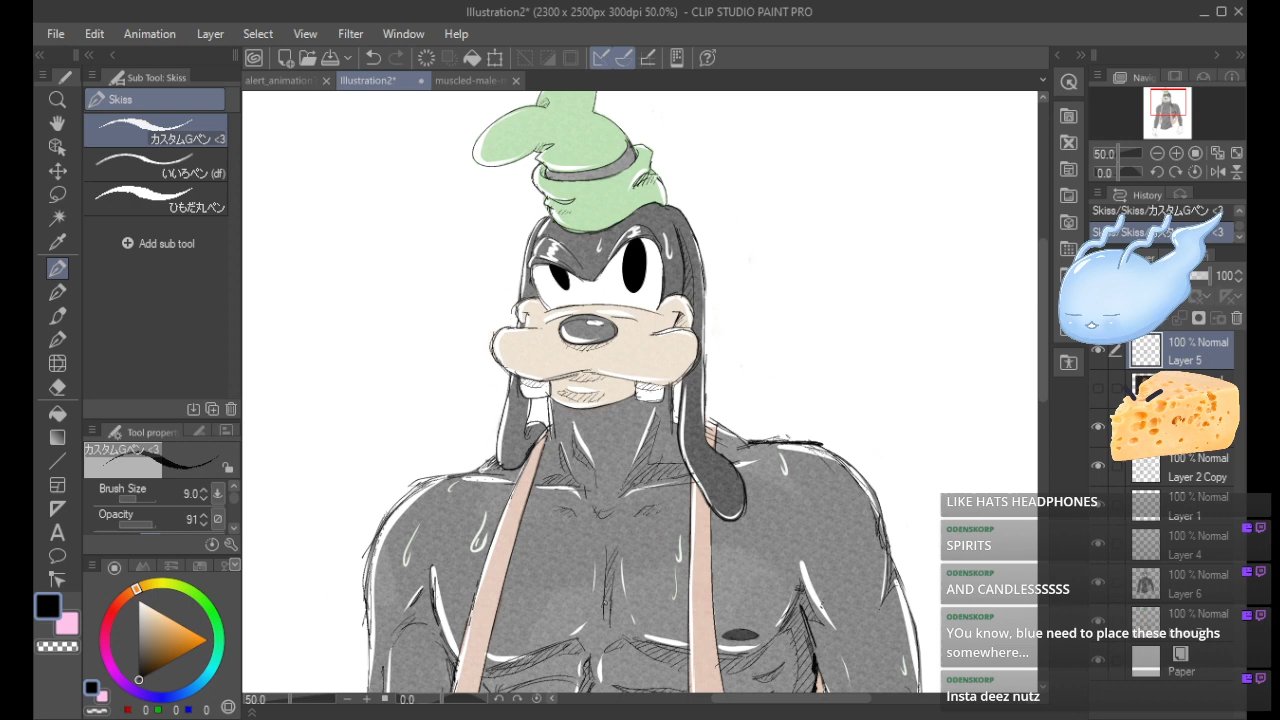 Illustration2* (2300 x 2500px 300dpi 50.0%) - CLIP STUDIO PAINT PRO
File Edit Animation Layer Select View Filter Window Help
Sub Tool: Skiss
alert_animation
Illustration2*
muscled-male-
Skiss
カスタムGペン <3
いいろペン (df)
ひもだ丸ペン
Add sub tool
Tool propert
カスタムGペン <3
Brush Size 9.0
Opacity 91
0 0 0
50.0
0.0
Navi
50.0
0.0
History
Skiss/Skiss/カスタムGペン <3
100
100 % Normal
Layer 5
100 % Normal
Layer 2 Copy
100 % Normal
Layer 1
100 % Normal
Layer 4
100 % Normal
Layer 6
100 % Normal
Paper
LIKE HATS HEADPHONES
ODENSKORP
SPIRITS
ODENSKORP
AND CANDLESSSSSS
ODENSKORP
YOu know, blue need to place these thoughs
somewhere...
ODENSKORP
Insta deez nutz